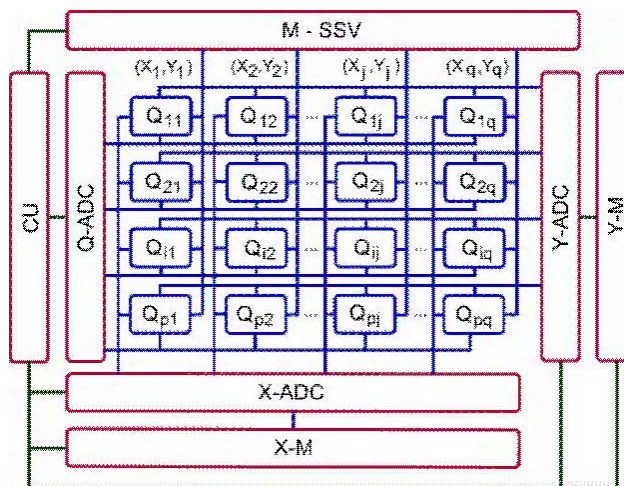 M - SSV
(X1,Y1) (X2,Y2) (Xj,Yj) (Xq,Yq)
Q11 Q12 ... Q1j ... Q1q
Q21 Q22 ... Q2j ... Q2q
CU Q-ADC Y-ADC Y-M
Qi1 Qi2 ... Qij ... Qiq
Qp1 Qp2 ... Qpj ... Qpq
X-ADC
X-M